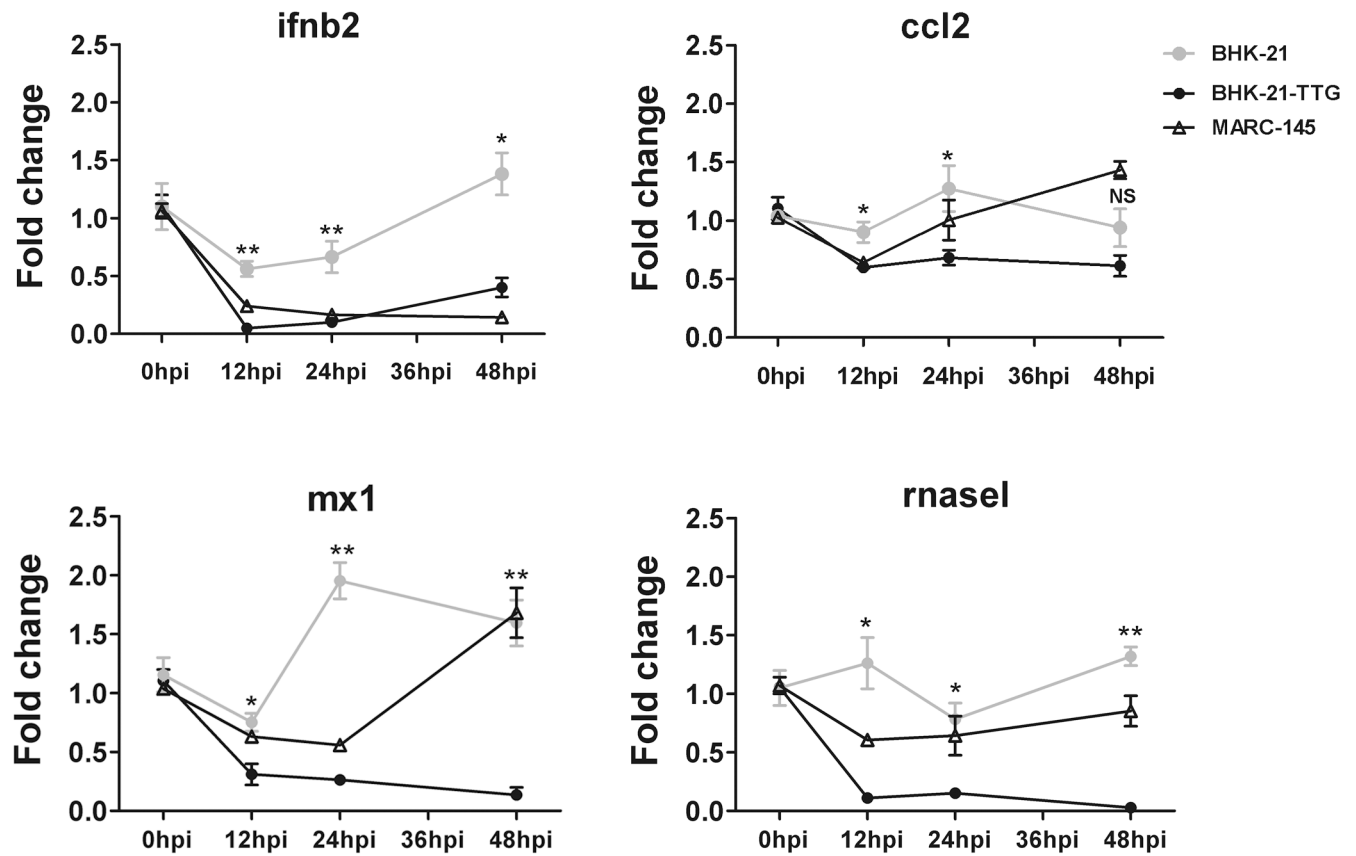 ifnb2
Fold change
2.5
2.0
1.5
1.0
0.5
0.0
*
** **
0hpi 12hpi 24hpi 36hpi 48hpi
ccl2
Fold change
2.5
2.0
1.5
1.0
0.5
0.0
*
*
NS
0hpi 12hpi 24hpi 36hpi 48hpi
BHK-21
BHK-21-TTG
MARC-145
mx1
Fold change
2.5
2.0
1.5
1.0
0.5
0.0
**
**
*
0hpi 12hpi 24hpi 36hpi 48hpi
rnasel
Fold change
2.5
2.0
1.5
1.0
0.5
0.0
*
**
*
0hpi 12hpi 24hpi 36hpi 48hpi